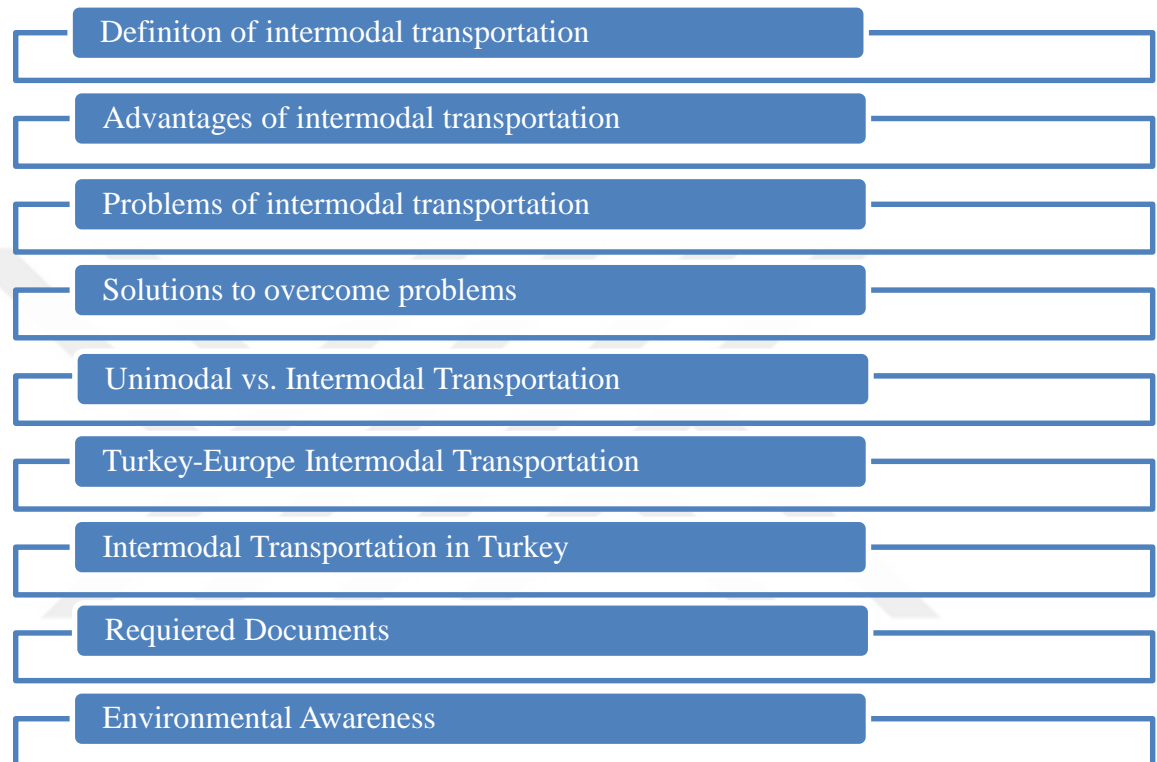 Definiton of intermodal transportation
Advantages of intermodal transportation
Problems of intermodal transportation
Solutions to overcome problems
Unimodal vs. Intermodal Transportation
Turkey-Europe Intermodal Transportation
Intermodal Transportation in Turkey
Requiered Documents
Environmental Awareness